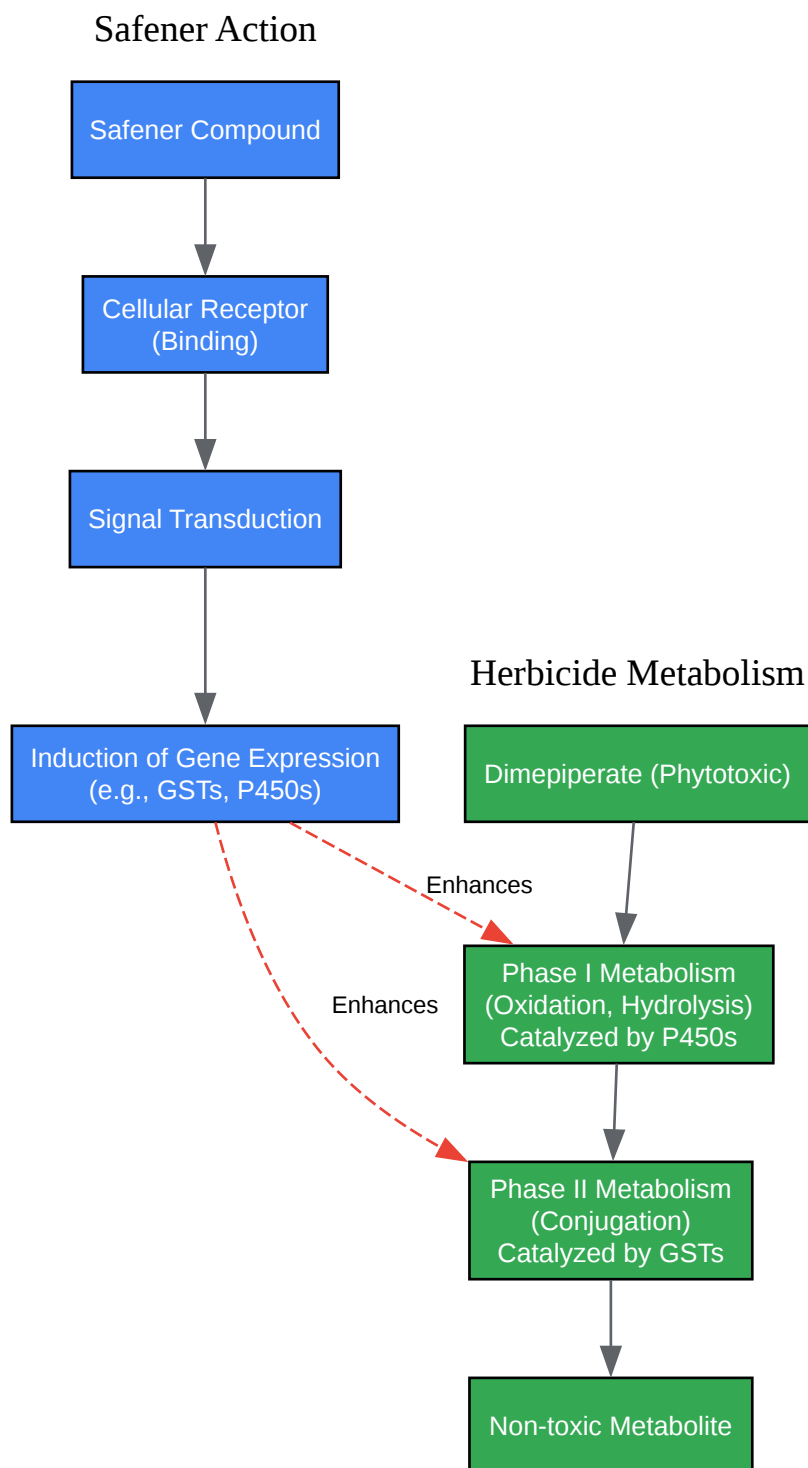 Safener Action
Safener Compound
Cellular Receptor
(Binding)
Signal Transduction
Induction of Gene Expression
(e.g., GSTs, P450s)
Herbicide Metabolism
Dimepiperate (Phytotoxic)
Enhances
Phase I Metabolism
(Oxidation, Hydrolysis)
Catalyzed by P450s
Enhances
Phase II Metabolism
(Conjugation)
Catalyzed by GSTs
Non-toxic Metabolite